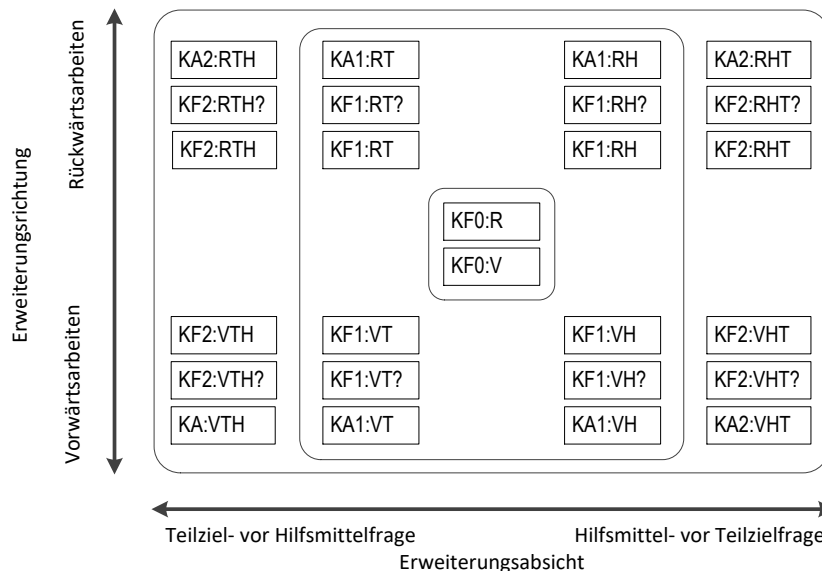 KA2:RTH KA1:RT KA1:RH KA2:RHT
KF2:RTH? KF1:RT? KF1:RH? KF2:RHT?
KF2:RTH KF1:RT KF1:RH KF2:RHT
Rückwärtsarbeiten
Erweiterungsrichtung
KF0:R
KF0:V
Vorwärtsarbeiten
KF2:VTH KF1:VT KF1:VH KF2:VHT
KF2:VTH? KF1:VT? KF1:VH? KF2:VHT?
KA:VTH KA1:VT KA1:VH KA2:VHT
Teilziel- vor Hilfsmittelfrage Hilfsmittel- vor Teilzielfrage
Erweiterungsabsicht